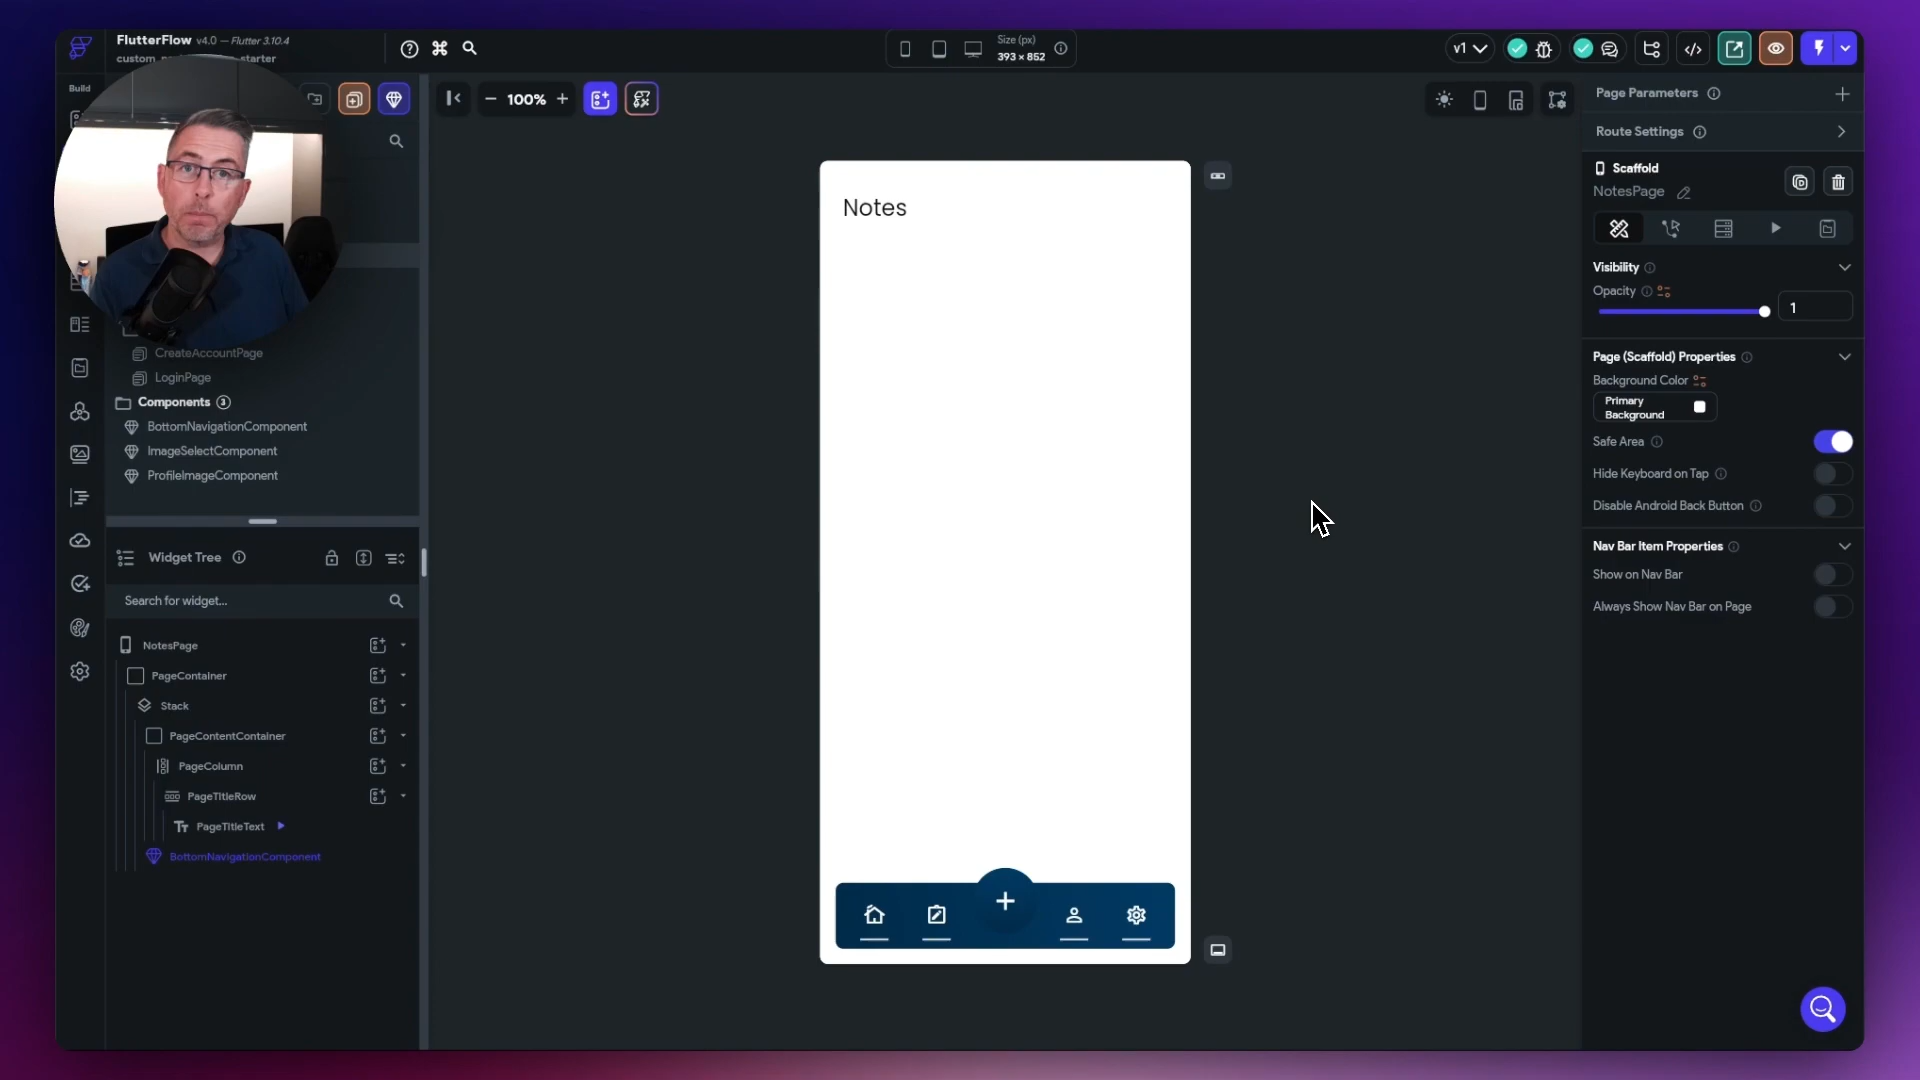 FlutterFlow v4.0 — Flutter 3.10.4
starter
Build
100%
Size (px)
393 × 852
v1
CreateAccountPage
LoginPage
Components 3
BottomNavigationComponent
ImageSelectComponent
ProfileImageComponent
Widget Tree
Search for widget...
NotesPage
PageContainer
Stack
PageContentContainer
PageColumn
PageTitleRow
PageTitleText
BottomNavigationComponent
Notes
Page Parameters
Route Settings
Scaffold
NotesPage
Visibility
Opacity
1
Page (Scaffold) Properties
Background Color
Primary
Background
Safe Area
Hide Keyboard on Tap
Disable Android Back Button
Nav Bar Item Properties
Show on Nav Bar
Always Show Nav Bar on Page